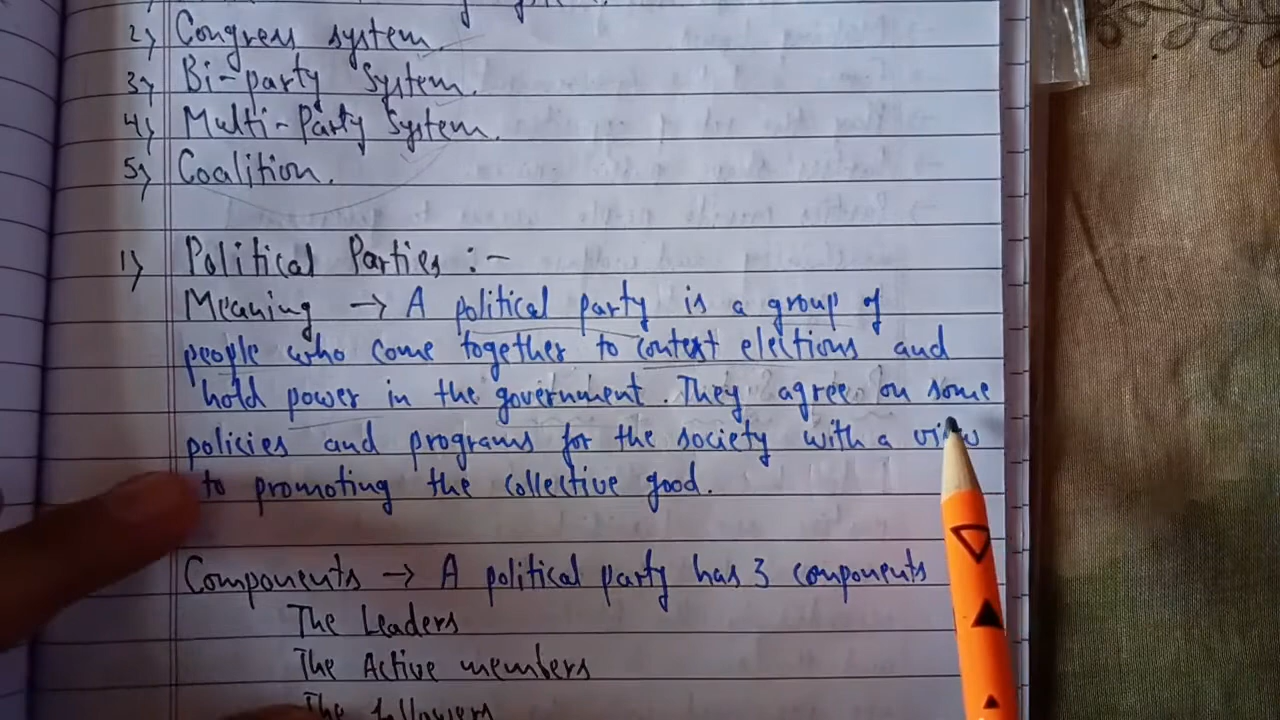 2) Congress system.
3) Bi-party System.
4) Multi-Party System.
5) Coalition.
1) Political Parties :-
Meaning → A political party is a group of
people who come together to contest elections and
hold power in the government. They agree on some
policies and programs for the society with a view
to promoting the collective good.
Components → A political party has 3 components
The Leaders
The Active members
The followers